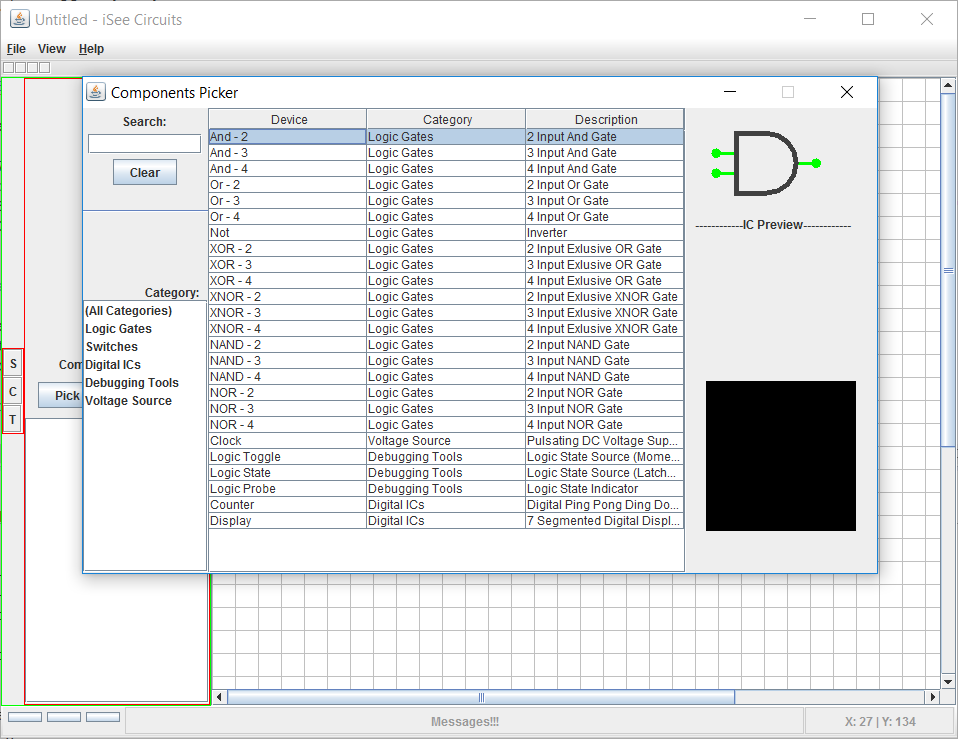 Untitled - iSee Circuits
File View Help
Components Picker
Search:
Clear
Category:
(All Categories)
Logic Gates
Switches
Digital ICs
Debugging Tools
Voltage Source
Device Category Description
And - 2 Logic Gates 2 Input And Gate
And - 3 Logic Gates 3 Input And Gate
And - 4 Logic Gates 4 Input And Gate
Or - 2 Logic Gates 2 Input Or Gate
Or - 3 Logic Gates 3 Input Or Gate
Or - 4 Logic Gates 4 Input Or Gate
Not Logic Gates Inverter
XOR - 2 Logic Gates 2 Input Exlusive OR Gate
XOR - 3 Logic Gates 3 Input Exlusive OR Gate
XOR - 4 Logic Gates 4 Input Exlusive OR Gate
XNOR - 2 Logic Gates 2 Input Exlusive XNOR Gate
XNOR - 3 Logic Gates 3 Input Exlusive XNOR Gate
XNOR - 4 Logic Gates 4 Input Exlusive XNOR Gate
NAND - 2 Logic Gates 2 Input NAND Gate
NAND - 3 Logic Gates 3 Input NAND Gate
NAND - 4 Logic Gates 4 Input NAND Gate
NOR - 2 Logic Gates 2 Input NOR Gate
NOR - 3 Logic Gates 3 Input NOR Gate
NOR - 4 Logic Gates 4 Input NOR Gate
Clock Voltage Source Pulsating DC Voltage Sup...
Logic Toggle Debugging Tools Logic State Source (Mome...
Logic State Debugging Tools Logic State Source (Latch...
Logic Probe Debugging Tools Logic State Indicator
Counter Digital ICs Digital Ping Pong Ding Do...
Display Digital ICs 7 Segmented Digital Displ...
------------IC Preview------------
S
C
T
Com
Pick
Messages!!!
X: 27 | Y: 134